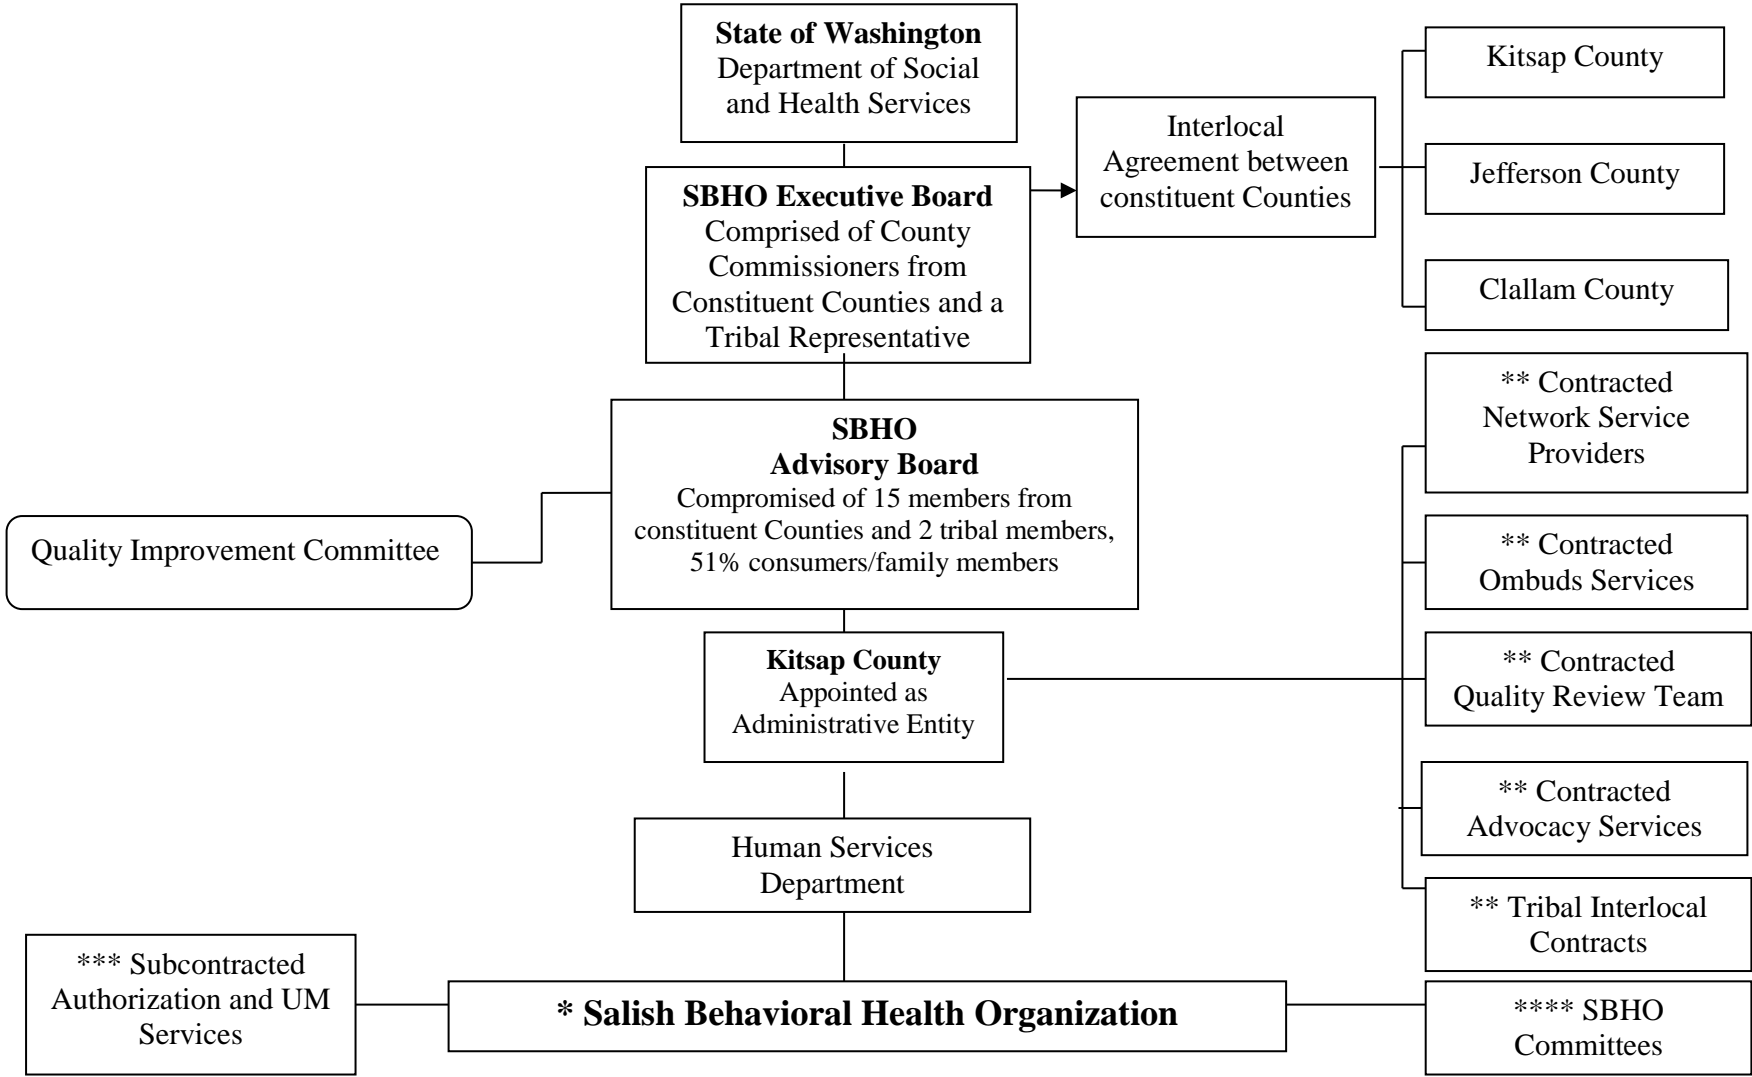 State of Washington
Department of Social
and Health Services
Kitsap County
Interlocal
Agreement between
constituent Counties
Jefferson County
SBHO Executive Board
Comprised of County
Commissioners from
Constituent Counties and a
Tribal Representative
Clallam County
** Contracted
Network Service
Providers
SBHO
Advisory Board
Compromised of 15 members from
constituent Counties and 2 tribal members,
51% consumers/family members
Quality Improvement Committee
** Contracted
Ombuds Services
Kitsap County
Appointed as
Administrative Entity
** Contracted
Quality Review Team
** Contracted
Advocacy Services
Human Services
Department
** Tribal Interlocal
Contracts
*** Subcontracted
Authorization and UM
Services
* Salish Behavioral Health Organization
**** SBHO
Committees